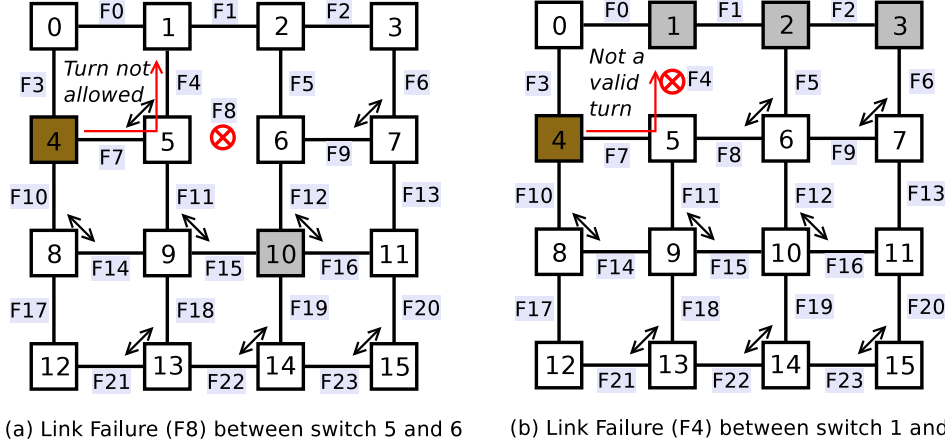 F0 F1 F2
0 1 2 3
Turn not
allowed
F3 F4 F5 F6
F8
4 5 6 7
F7 F9
F10 F11 F12 F13
8 9 10 11
F14 F15 F16
F17 F18 F19 F20
12 13 14 15
F21 F22 F23
(a) Link Failure (F8) between switch 5 and 6
F0 F1 F2
0 1 2 3
Not a
valid
turn
F3 F4 F5 F6
4 5 6 7
F7 F8 F9
F10 F11 F12 F13
8 9 10 11
F14 F15 F16
F17 F18 F19 F20
12 13 14 15
F21 F22 F23
(b) Link Failure (F4) between switch 1 and